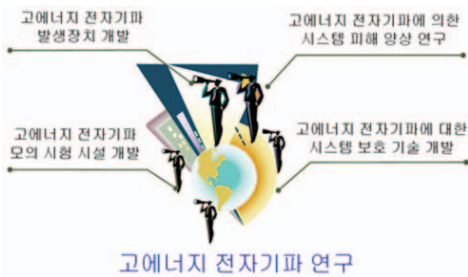 고에너지 전자기파
발생장치 개발
고에너지 전자기파에 의한
시스템 피해 양상 연구
고에너지 전자기파
모의 시험 시설 개발
고에너지 전자기파에 대한
시스템 보호 기술 개발
고에너지 전자기파 연구